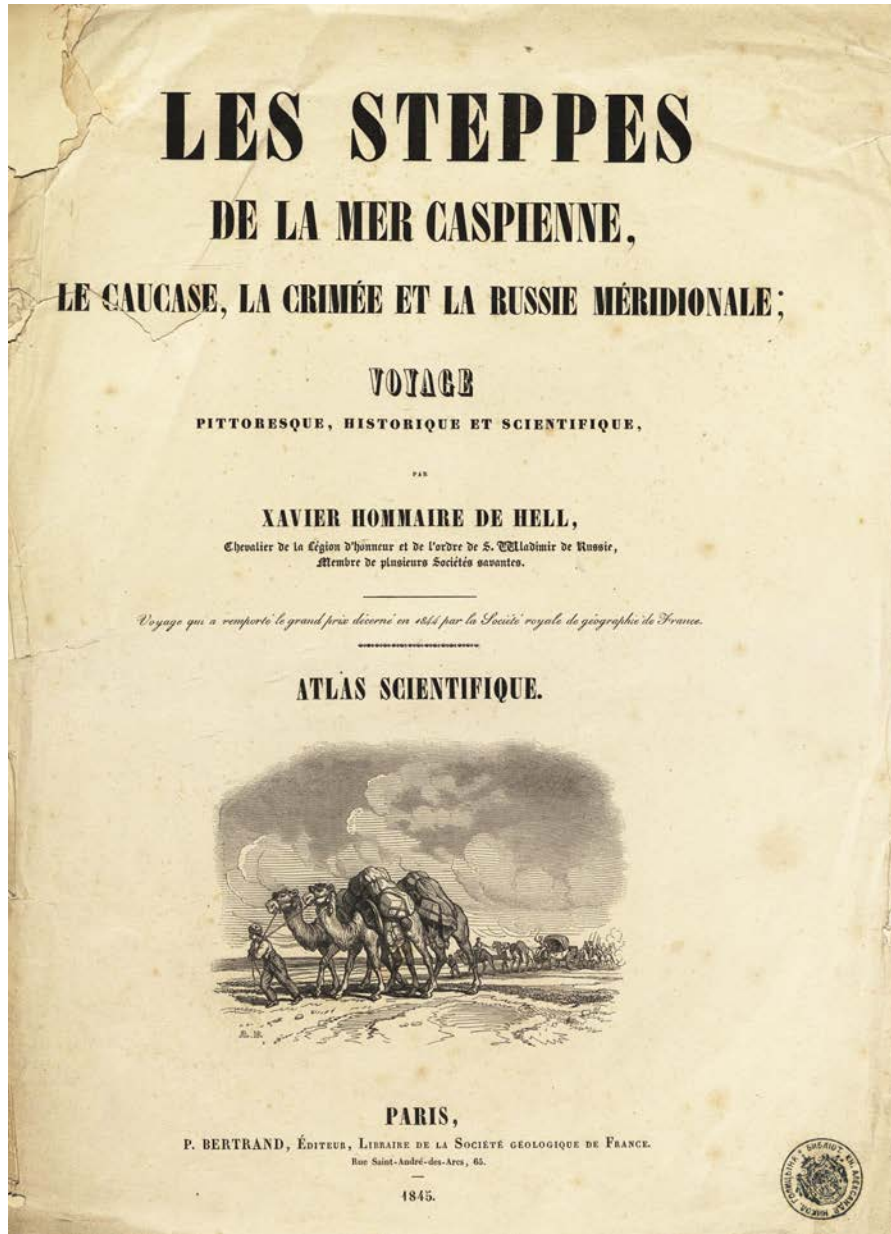 LES STEPPES
DE LA MER CASPIENNE,
LE CAUCASE, LA CRIMÉE ET LA RUSSIE MÉRIDIONALE;
VOYAGE
PITTORESQUE, HISTORIQUE ET SCIENTIFIQUE,
PAR
XAVIER HOMMAIRE DE HELL,
Chevalier de la Légion d'honneur et de l'ordre de S. Wladimir de Russie,
Membre de plusieurs Sociétés savantes.
Voyage qui a remporté le grand prix décerné en 1844 par la Société royale de géographie de France.
ATLAS SCIENTIFIQUE.
PARIS,
P. BERTRAND, ÉDITEUR, LIBRAIRE DE LA SOCIÉTÉ GÉOLOGIQUE DE FRANCE.
Rue Saint-André-des-Arcs, 65.
1845.
БИБЛІОТ. КН. АЛЕКСАНДРА